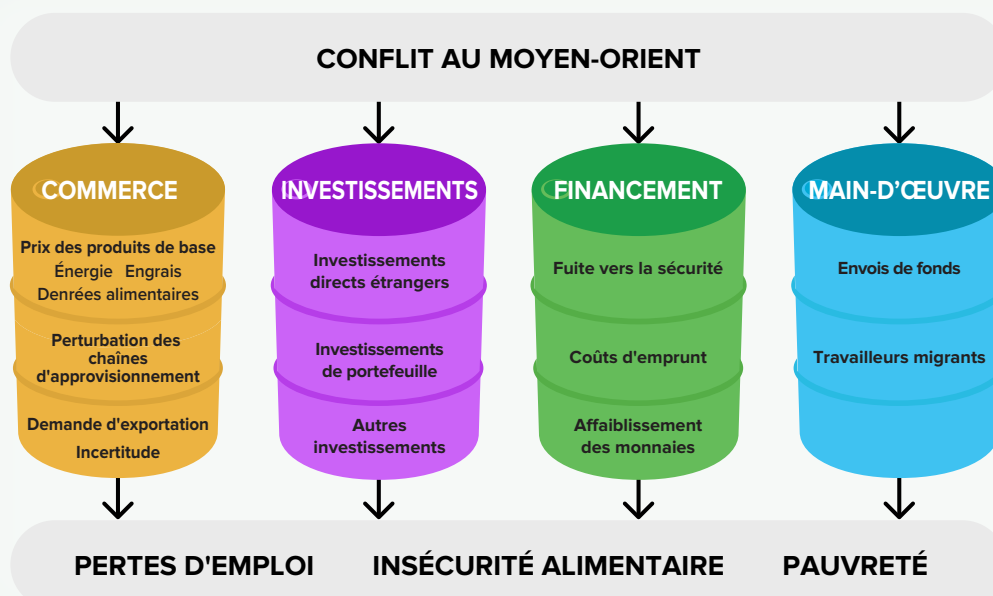 CONFLIT AU MOYEN-ORIENT
COMMERCE
Prix des produits de base
Énergie Engrais
Denrées alimentaires
Perturbation des
chaînes
d'approvisionnement
Demande d'exportation
Incertitude
INVESTISSEMENTS
Investissements
directs étrangers
Investissements
de portefeuille
Autres
investissements
FINANCEMENT
Fuite vers la sécurité
Coûts d'emprunt
Affaiblissement
des monnaies
MAIN-D’ŒUVRE
Envois de fonds
Travailleurs migrants
PERTES D'EMPLOI INSÉCURITÉ ALIMENTAIRE PAUVRETÉ